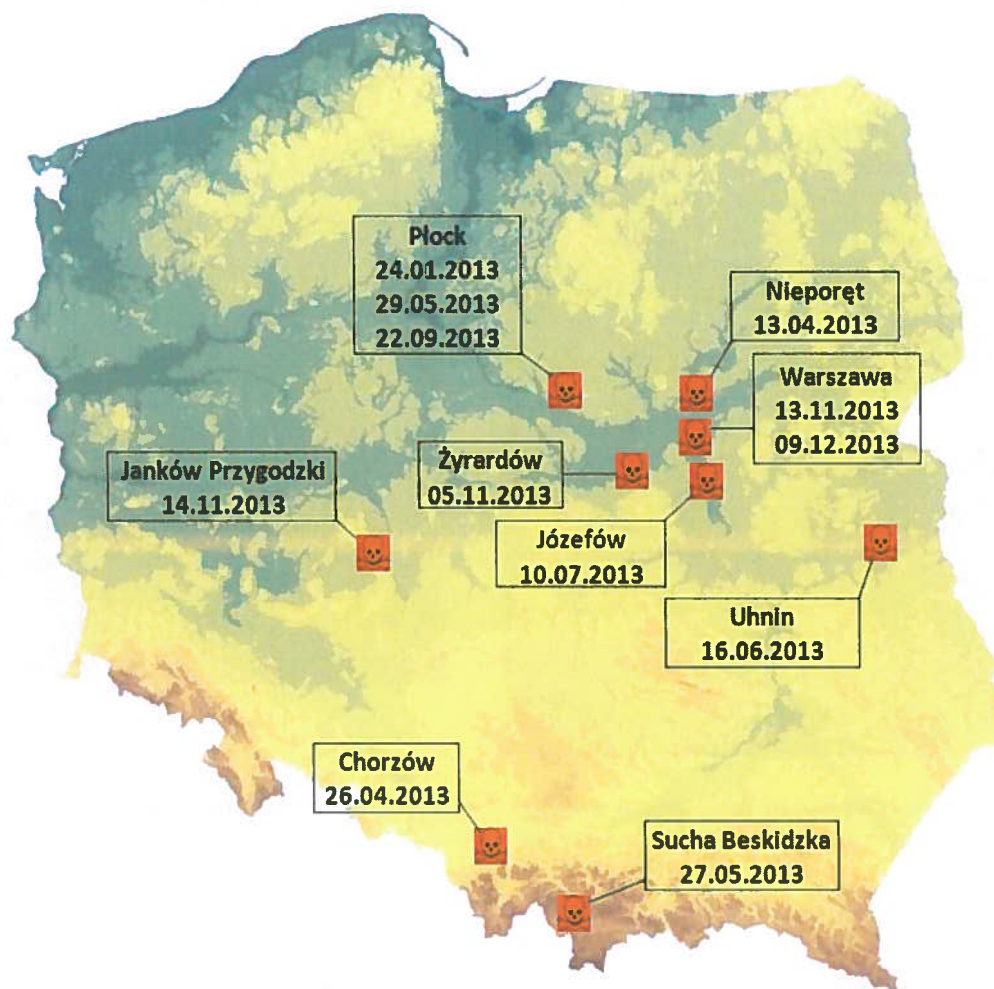 Płock
24.01.2013
29.05.2013
22.09.2013
Nieporęt
13.04.2013
Warszawa
13.11.2013
09.12.2013
Żyrardów
05.11.2013
Janków Przygodzki
14.11.2013
Józefów
10.07.2013
Uhnin
16.06.2013
Chorzów
26.04.2013
Sucha Beskidzka
27.05.2013